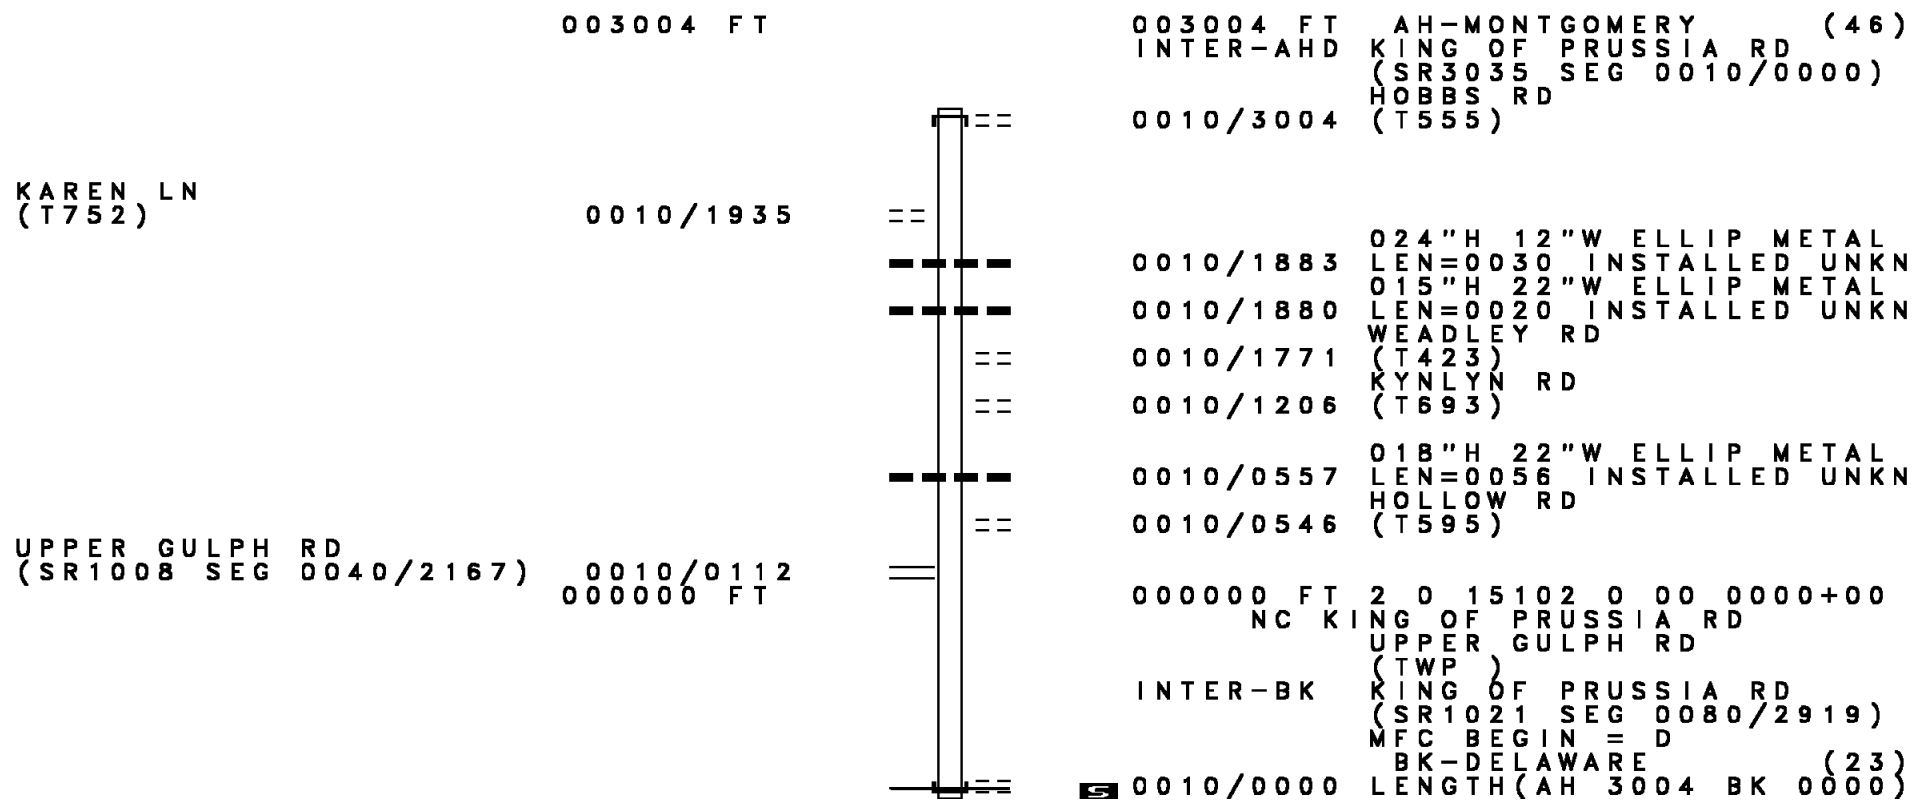 003004 FT 003004 FT AH-MONTGOMERY (46)
INTER-AHD KING OF PRUSSIA RD
(SR3035 SEG 0010/0000)
HOBBS RD
0010/3004 (T555)
KAREN LN
(T752) 0010/1935
024"H 12"W ELLIP METAL
0010/1883 LEN=0030 INSTALLED UNKN
015"H 22"W ELLIP METAL
0010/1880 LEN=0020 INSTALLED UNKN
WEADLEY RD
0010/1771 (T423)
KYNLYN RD
0010/1206 (T693)
018"H 22"W ELLIP METAL
0010/0557 LEN=0056 INSTALLED UNKN
HOLLOW RD
0010/0546 (T595)
UPPER GULPH RD
(SR1008 SEG 0040/2167) 0010/0112
000000 FT 000000 FT 2 0 15102 0 00 0000+00
NC KING OF PRUSSIA RD
UPPER GULPH RD
(TWP )
INTER-BK KING OF PRUSSIA RD
(SR1021 SEG 0080/2919)
MFC BEGIN = D
BK-DELAWARE (23)
S 0010/0000 LENGTH(AH 3004 BK 0000)